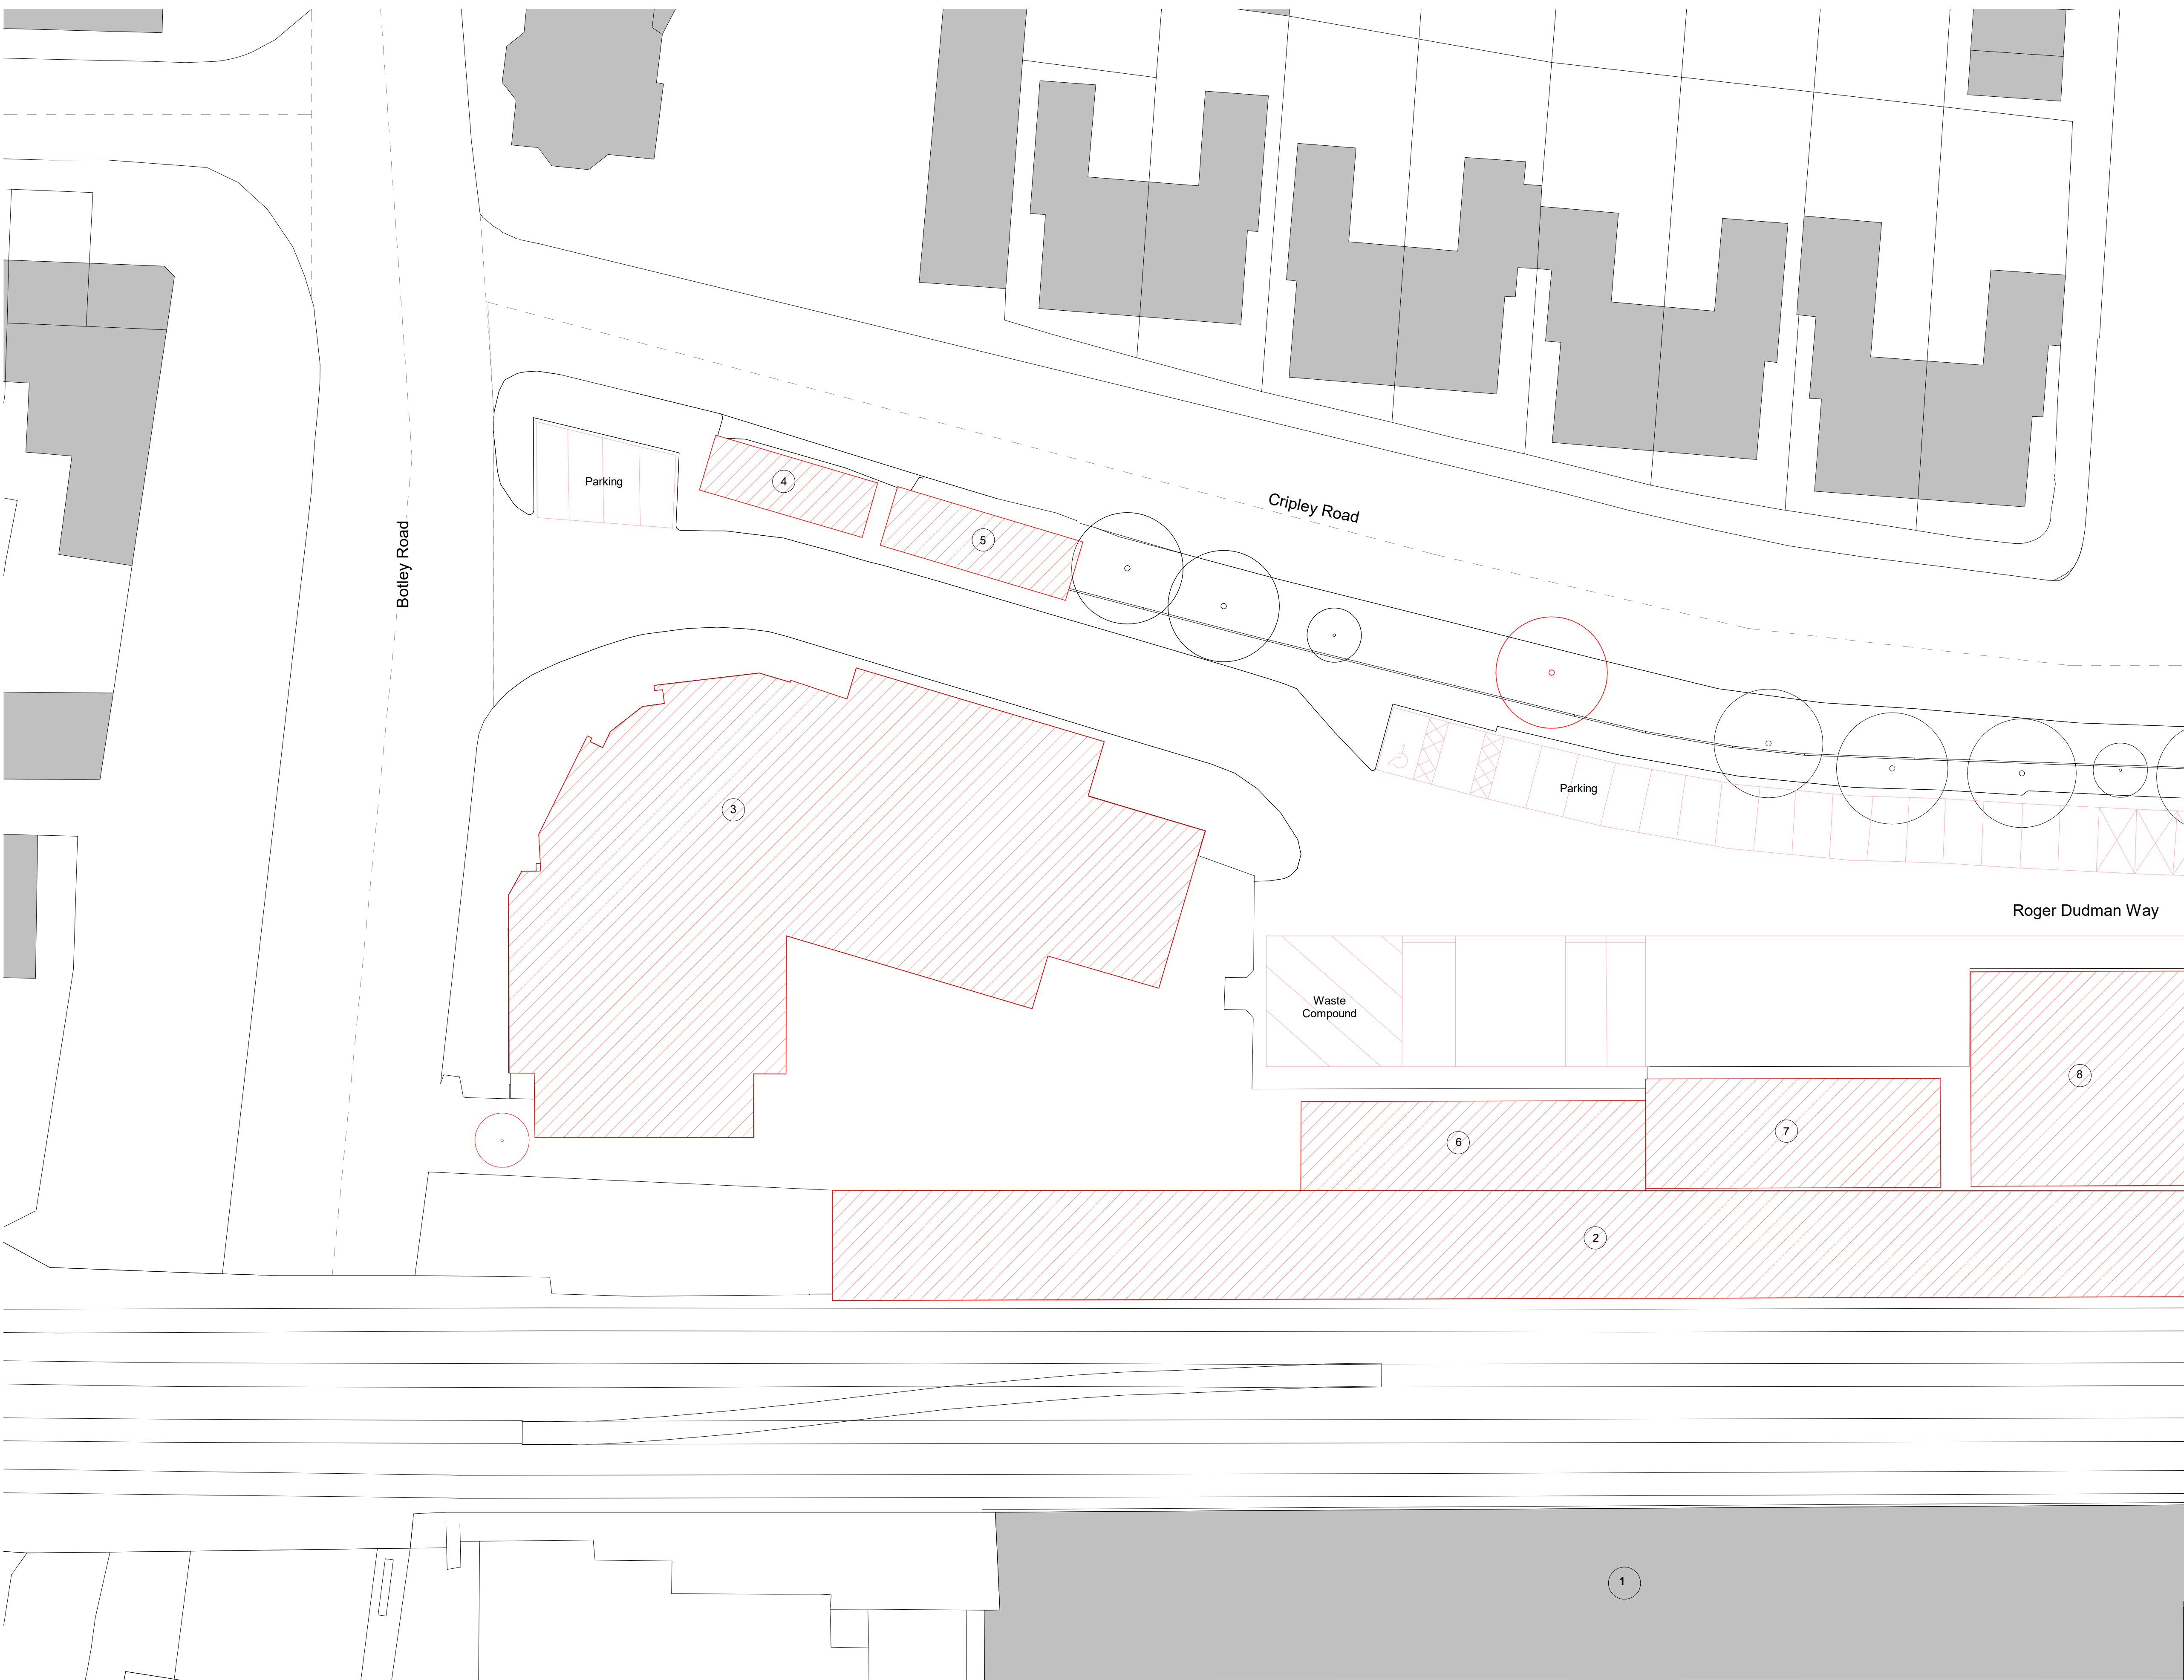 Parking
4
Cripley Road
5
Botley Road
3
Parking
Roger Dudman Way
Waste
Compound
8
7
6
2
1